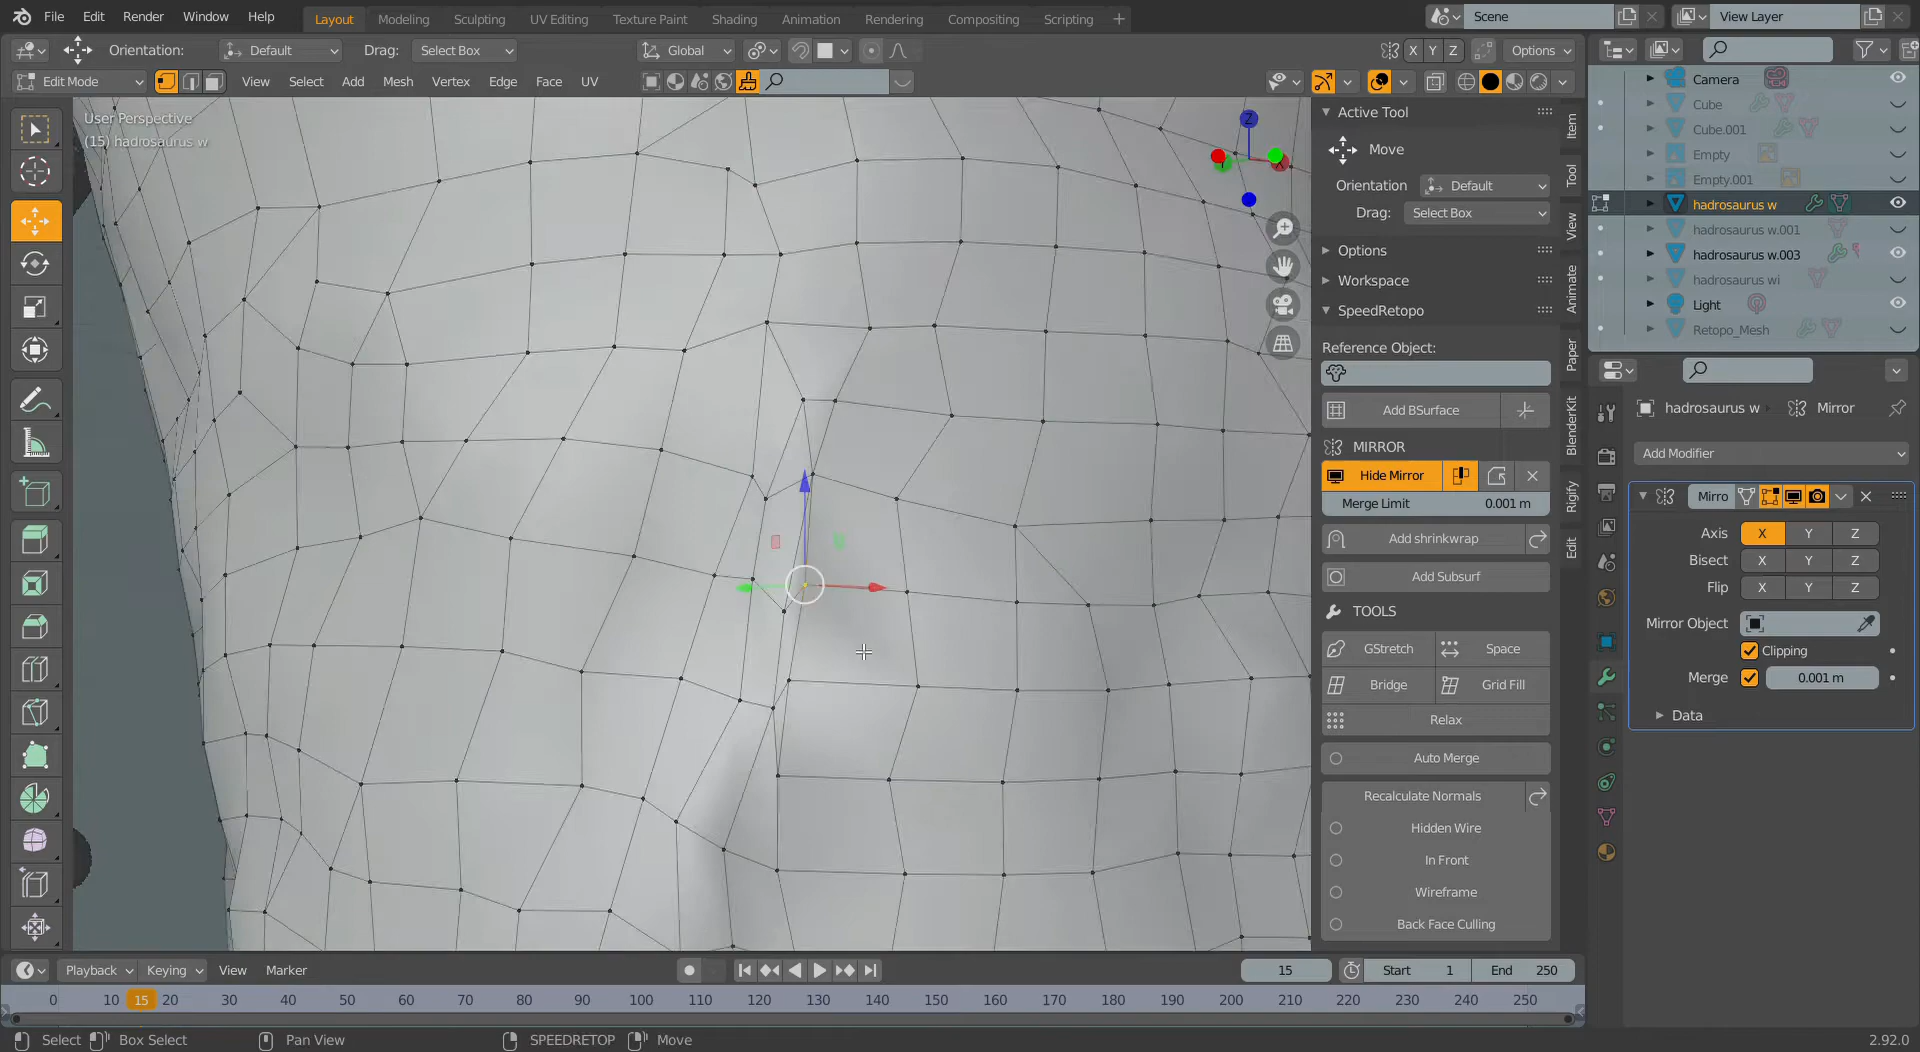 File Edit Render Window Help Layout Modeling Sculpting UV Editing Texture Paint Shading Animation Rendering Compositing Scripting + Scene View Layer
Orientation: Default Drag: Select Box Global X Y Z Options
Edit Mode View Select Add Mesh Vertex Edge Face UV
User Perspective
(15) hadrosaurus w
Z
Y
X
Active Tool
Move
Orientation Default
Drag: Select Box
Options
Workspace
SpeedRetopo
Reference Object:
Add BSurface
MIRROR
Hide Mirror
Merge Limit 0.001 m
Add shrinkwrap
Add Subsurf
TOOLS
GStretch Space
Bridge Grid Fill
Relax
Auto Merge
Recalculate Normals
Hidden Wire
In Front
Wireframe
Back Face Culling
Item
Tool
View
Animate
Paper
BlenderKit
Rigify
Edit
Camera
Cube
Cube.001
Empty
Empty.001
hadrosaurus w
hadrosaurus w.001
hadrosaurus w.003
hadrosaurus wi
Light
Retopo_Mesh
hadrosaurus w Mirror
Add Modifier
Mirro
Axis X Y Z
Bisect X Y Z
Flip X Y Z
Mirror Object
Clipping
Merge 0.001 m
Data
Playback Keying View Marker 15 Start 1 End 250
0 10 15 20 30 40 50 60 70 80 90 100 110 120 130 140 150 160 170 180 190 200 210 220 230 240 250
Select Box Select Pan View SPEEDRETOP Move 2.92.0